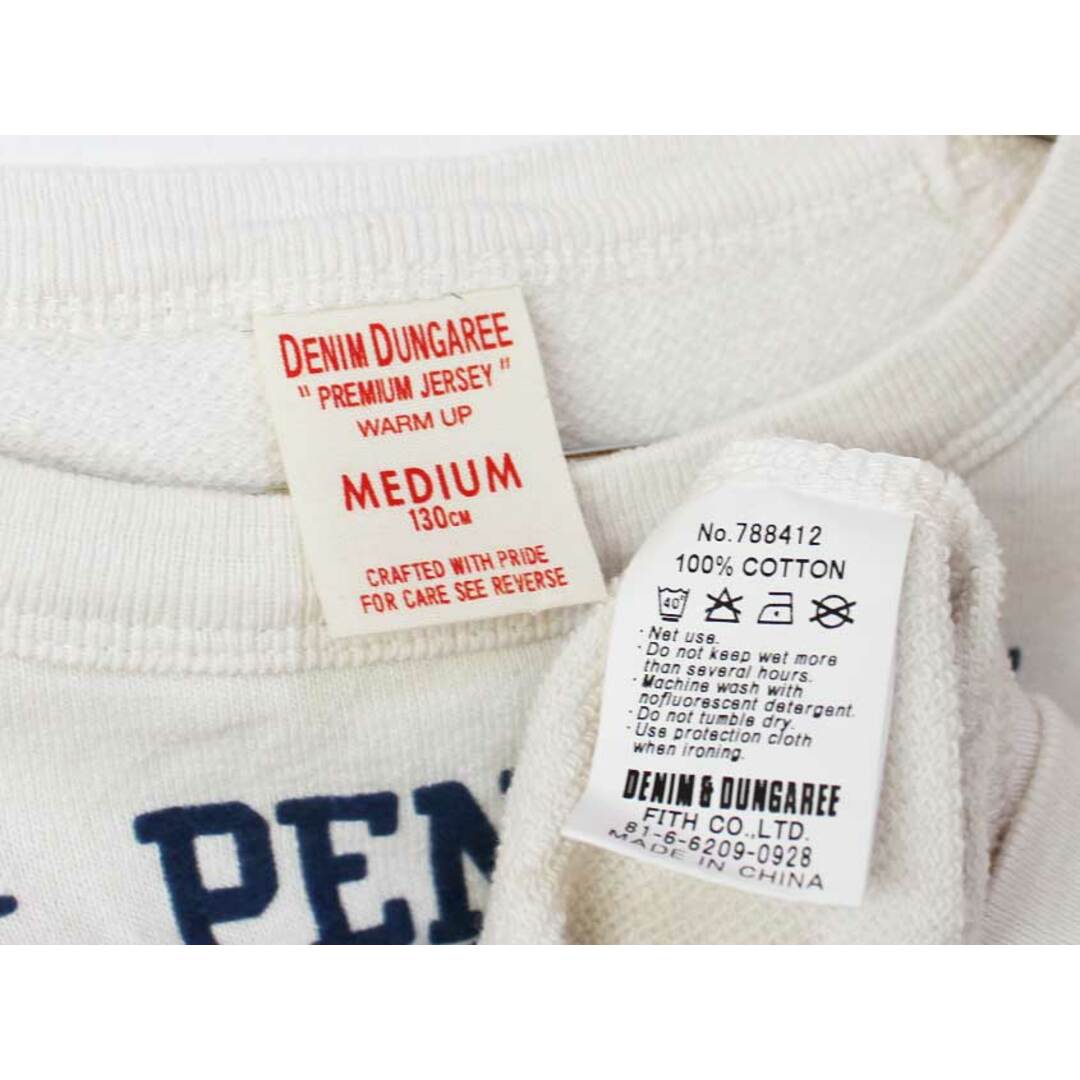 DENIM DUNGAREE
" PREMIUM JERSEY "
WARM UP
MEDIUM
130CM
CRAFTED WITH PRIDE
FOR CARE SEE REVERSE
No.788412
100% COTTON
40
· Net use.
· Do not keep wet more
than several hours.
· Machine wash with
nofluorescent detergent.
· Do not tumble dry.
· Use protection cloth
when ironing.
DENIM & DUNGAREE
FITH CO.,LTD.
81-6-6209-0928
MADE IN CHINA
PEN